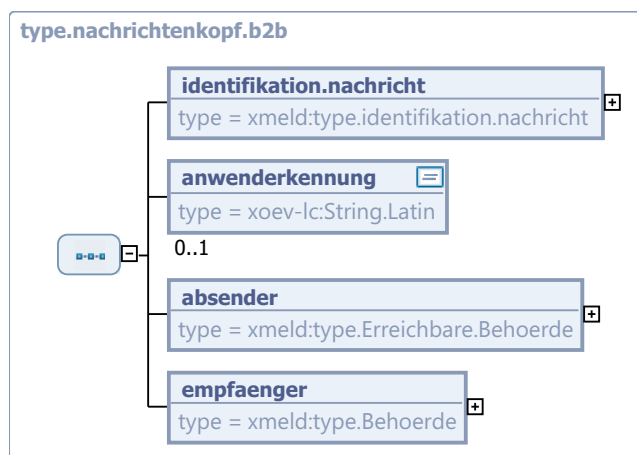 type.nachrichtenkopf.b2b
identifikation.nachricht
type = xmeld:type.identifikation.nachricht
anwenderkennung
type = xoev-lc:String.Latin
0..1
absender
type = xmeld:type.Erreichbare.Behoerde
empfaenger
type = xmeld:type.Behoerde